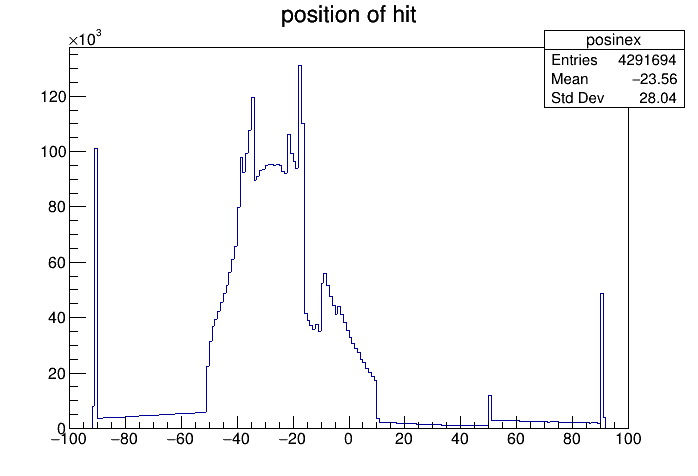 position of hit
×10³
posinex
Entries 4291694
Mean −23.56
Std Dev 28.04
120
100
80
60
40
20
0
−100 −80 −60 −40 −20 0 20 40 60 80 100